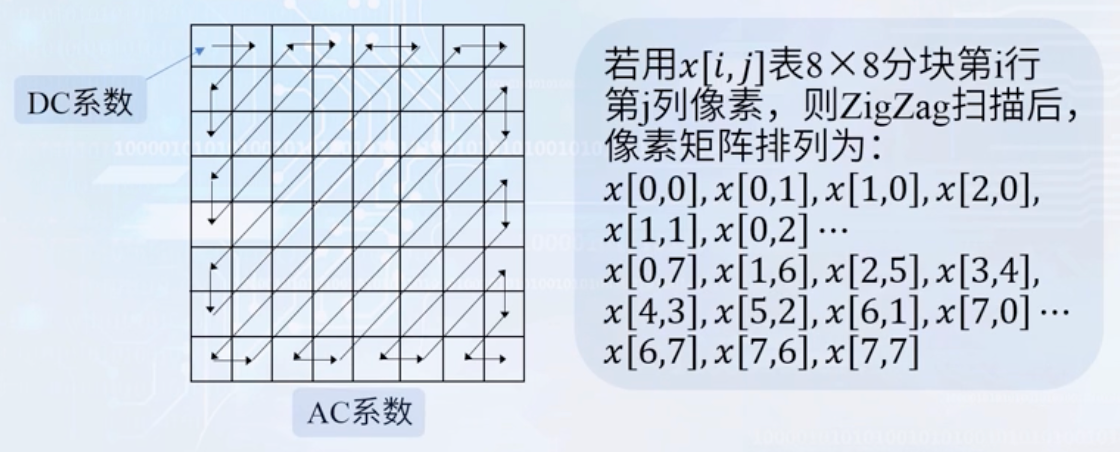 DC系数
AC系数
若用x[i, j]表8×8分块第i行
第j列像素，则ZigZag扫描后，
像素矩阵排列为：
x[0,0], x[0,1], x[1,0], x[2,0],
x[1,1], x[0,2] ⋯
x[0,7], x[1,6], x[2,5], x[3,4],
x[4,3], x[5,2], x[6,1], x[7,0] ⋯
x[6,7], x[7,6], x[7,7]